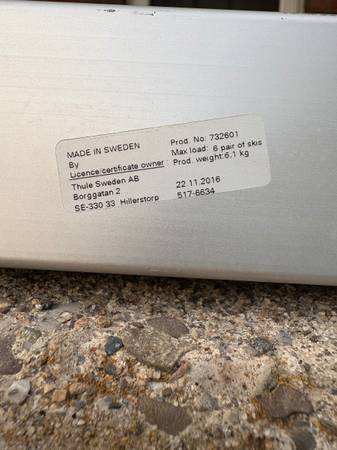 MADE IN SWEDEN
By
Licence/certificate owner
Thule Sweden AB
Borggatan 2
SE-330 33 Hillerstorp
Prod. No: 732601
Max load: 6 pair of skis
Prod. weight:6,1 kg
22.11.2016
517-6634